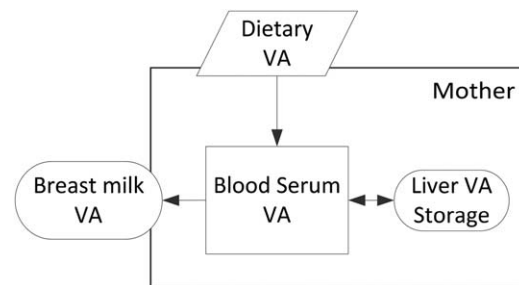 Dietary
VA
Mother
Breast milk
VA
Blood Serum
VA
Liver VA
Storage